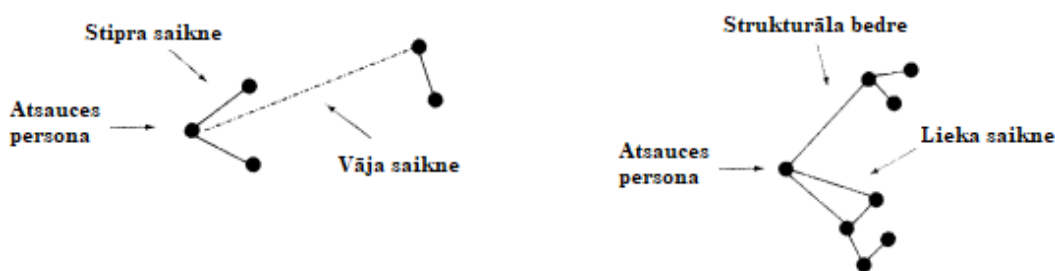 Stipra saikne
Atsauces
persona
Vāja saikne
Strukturāla bedre
Atsauces
persona
Lieka saikne